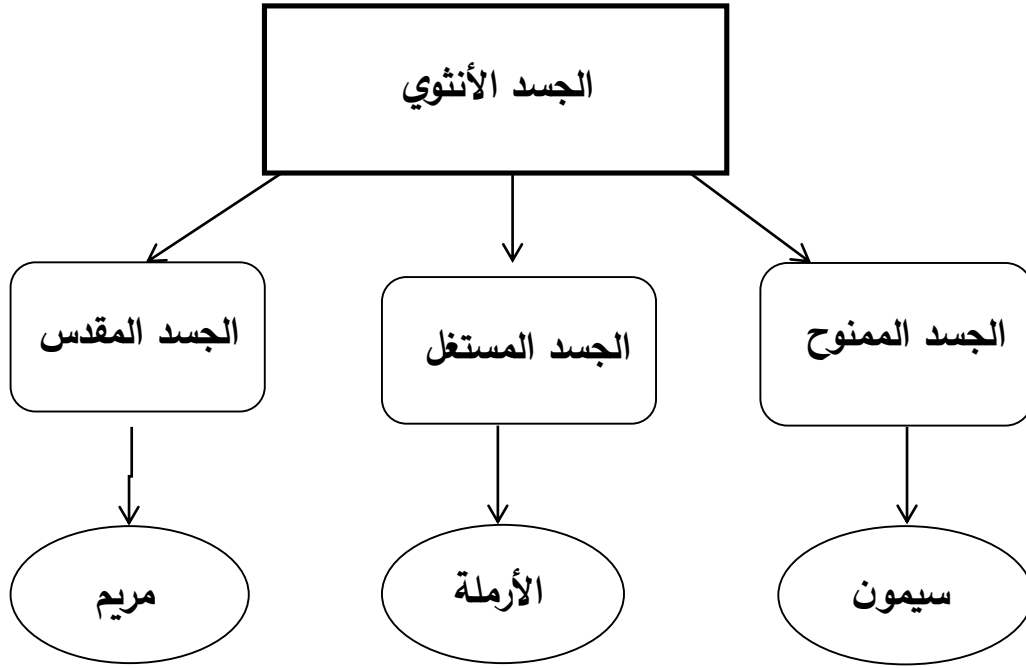 الجسد الأنثوي
الجسد الممنوح
الجسد المستغل
الجسد المقدس
سيمون
الأرملة
مريم